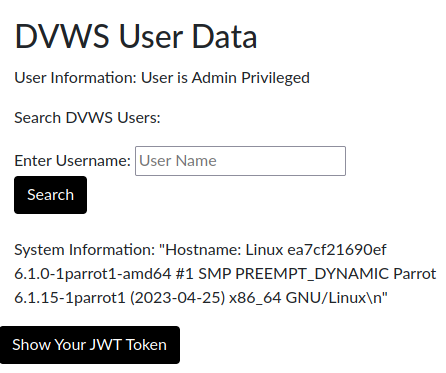 DVWS User Data
User Information: User is Admin Privileged
Search DVWS Users:
Enter Username: User Name
Search
System Information: "Hostname: Linux ea7cf21690ef
6.1.0-1parrot1-amd64 #1 SMP PREEMPT_DYNAMIC Parrot
6.1.15-1parrot1 (2023-04-25) x86_64 GNU/Linux\n"
Show Your JWT Token